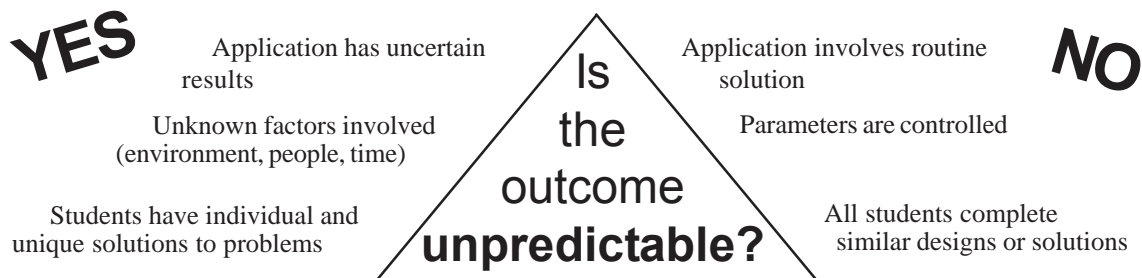 YES
Application has uncertain
results
Unknown factors involved
(environment, people, time)
Students have individual and
unique solutions to problems
Is
the
outcome
unpredictable?
NO
Application involves routine
solution
Parameters are controlled
All students complete
similar designs or solutions